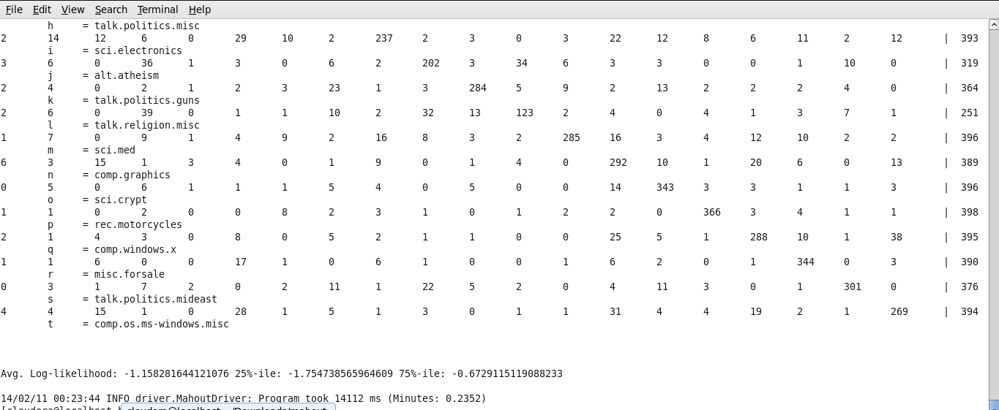 File Edit View Search Terminal Help
h = talk.politics.misc
2 14 12 6 0 29 10 2 237 2 3 0 3 22 12 8 6 11 2 12 | 393
i = sci.electronics
3 6 0 36 1 3 0 6 2 202 3 34 6 3 3 0 0 1 10 0 | 319
j = alt.atheism
2 4 0 2 1 2 3 23 1 3 284 5 9 2 13 2 2 2 4 0 | 364
k = talk.politics.guns
2 6 0 39 0 1 1 10 2 32 13 123 2 4 0 4 1 3 7 1 | 251
l = talk.religion.misc
1 7 0 9 1 4 9 2 16 8 3 2 285 16 3 4 12 10 2 2 | 396
m = sci.med
6 3 15 1 3 4 0 1 9 0 1 4 0 292 10 1 20 6 0 13 | 389
n = comp.graphics
0 5 0 6 1 1 1 5 4 0 5 0 0 14 343 3 3 1 1 3 | 396
o = sci.crypt
1 1 0 2 0 0 8 2 3 1 0 1 2 2 0 366 3 4 1 1 | 398
p = rec.motorcycles
2 1 4 3 0 8 0 5 2 1 1 0 0 25 5 1 288 10 1 38 | 395
q = comp.windows.x
1 1 6 0 0 17 1 0 6 1 0 0 1 6 2 0 1 344 0 3 | 390
r = misc.forsale
0 3 1 7 2 0 2 11 1 22 5 2 0 4 11 3 0 1 301 0 | 376
s = talk.politics.mideast
4 4 15 1 0 28 1 5 1 3 0 1 1 31 4 4 19 2 1 269 | 394
t = comp.os.ms-windows.misc
Avg. Log-likelihood: -1.158281644121076 25%-ile: -1.754738565964609 75%-ile: -0.6729115119088233
14/02/11 00:23:44 INFO driver.MahoutDriver: Program took 14112 ms (Minutes: 0.2352)